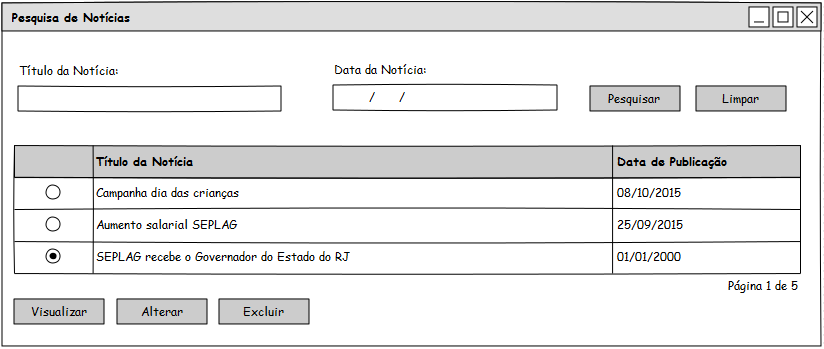 Pesquisa de Notícias
Título da Notícia:
Data da Notícia:
/ /
Pesquisar
Limpar
Título da Notícia
Data de Publicação
Campanha dia das crianças
08/10/2015
Aumento salarial SEPLAG
25/09/2015
SEPLAG recebe o Governador do Estado do RJ
01/01/2000
Página 1 de 5
Visualizar
Alterar
Excluir